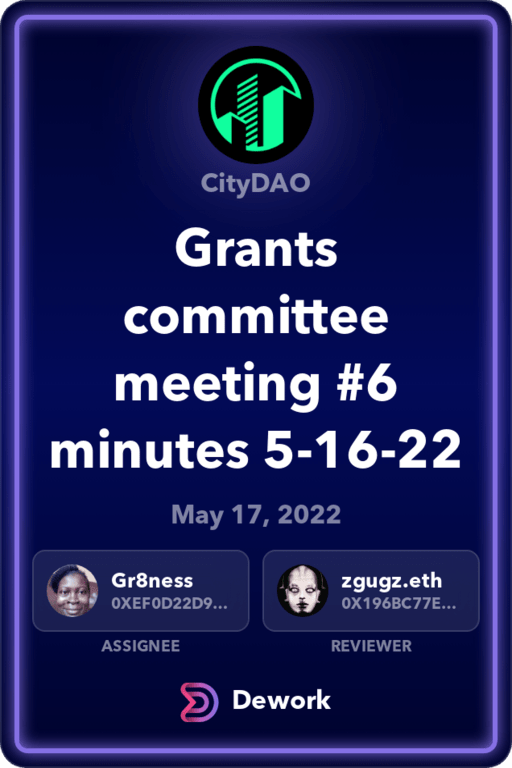 CityDAO
Grants
committee
meeting #6
minutes 5-16-22
May 17, 2022
Gr8ness
0XEF0D22D9...
zgugz.eth
0X196BC77E...
ASSIGNEE
REVIEWER
Dework